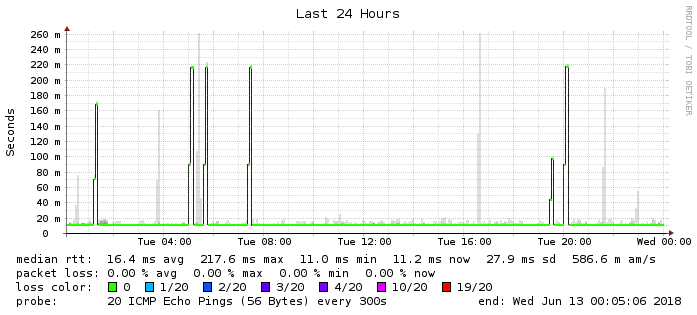 Last 24 Hours
RRDTOOL / TOBI OETIKER
Seconds
260 m
240 m
220 m
200 m
180 m
160 m
140 m
120 m
100 m
80 m
60 m
40 m
20 m
0
Tue 04:00 Tue 08:00 Tue 12:00 Tue 16:00 Tue 20:00 Wed 00:00
median rtt: 16.4 ms avg 217.6 ms max 11.0 ms min 11.2 ms now 27.9 ms sd 586.6 m am/s
packet loss: 0.00 % avg 0.00 % max 0.00 % min 0.00 % now
loss color: 0 1/20 2/20 3/20 4/20 10/20 19/20
probe: 20 ICMP Echo Pings (56 Bytes) every 300s end: Wed Jun 13 00:05:06 2018